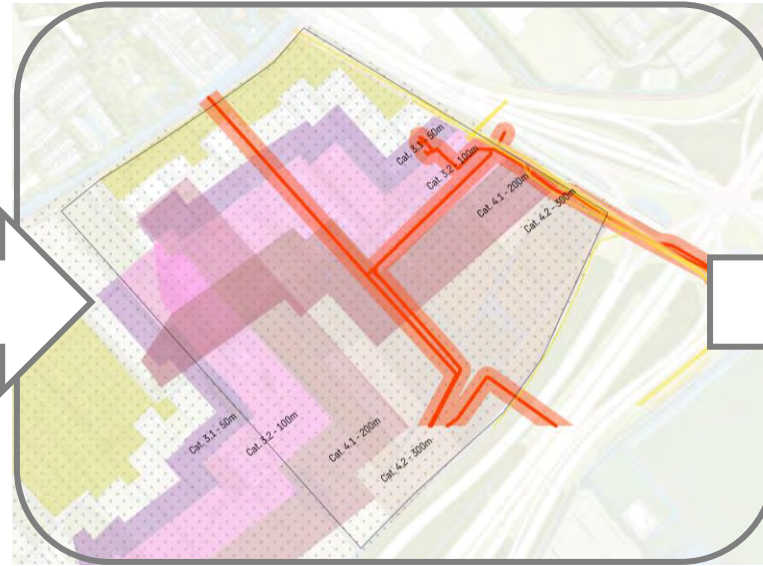 Cat. 3.1 - 50m
Cat. 3.2 - 100m
Cat. 4.1 - 200m
Cat. 4.2 - 300m
Cat. 3.1 - 50m
Cat. 3.2 - 100m
Cat. 4.1 - 200m
Cat. 4.2 - 300m